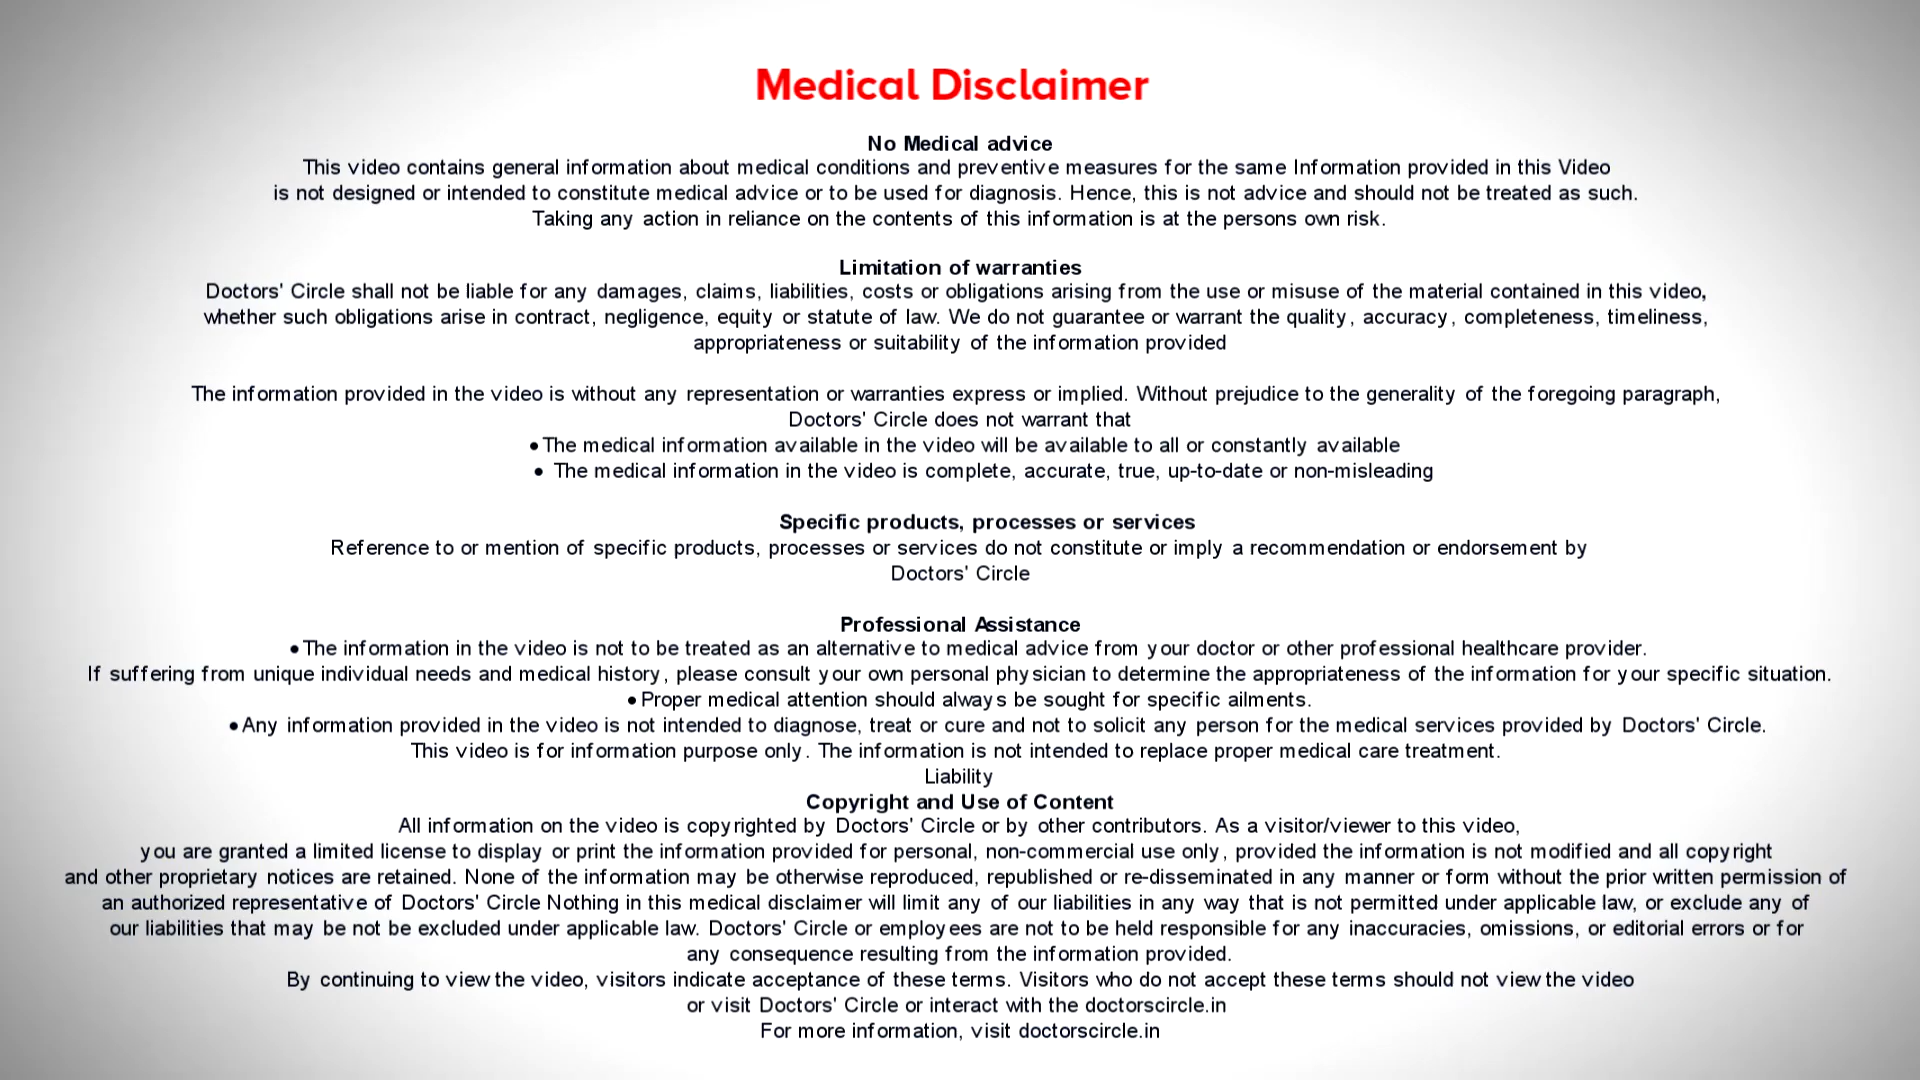 Medical Disclaimer
No Medical advice
This video contains general information about medical conditions and preventive measures for the same Information provided in this Video
is not designed or intended to constitute medical advice or to be used for diagnosis. Hence, this is not advice and should not be treated as such.
Taking any action in reliance on the contents of this information is at the persons own risk.
Limitation of warranties
Doctors' Circle shall not be liable for any damages, claims, liabilities, costs or obligations arising from the use or misuse of the material contained in this video,
whether such obligations arise in contract, negligence, equity or statute of law. We do not guarantee or warrant the quality, accuracy, completeness, timeliness,
appropriateness or suitability of the information provided
The information provided in the video is without any representation or warranties express or implied. Without prejudice to the generality of the foregoing paragraph,
Doctors' Circle does not warrant that
• The medical information available in the video will be available to all or constantly available
• The medical information in the video is complete, accurate, true, up-to-date or non-misleading
Specific products, processes or services
Reference to or mention of specific products, processes or services do not constitute or imply a recommendation or endorsement by
Doctors' Circle
Professional Assistance
• The information in the video is not to be treated as an alternative to medical advice from your doctor or other professional healthcare provider.
If suffering from unique individual needs and medical history, please consult your own personal physician to determine the appropriateness of the information for your specific situation.
• Proper medical attention should always be sought for specific ailments.
• Any information provided in the video is not intended to diagnose, treat or cure and not to solicit any person for the medical services provided by Doctors' Circle.
This video is for information purpose only. The information is not intended to replace proper medical care treatment.
Liability
Copyright and Use of Content
All information on the video is copyrighted by Doctors' Circle or by other contributors. As a visitor/viewer to this video,
you are granted a limited license to display or print the information provided for personal, non-commercial use only, provided the information is not modified and all copyright
and other proprietary notices are retained. None of the information may be otherwise reproduced, republished or re-disseminated in any manner or form without the prior written permission of
an authorized representative of Doctors' Circle Nothing in this medical disclaimer will limit any of our liabilities in any way that is not permitted under applicable law, or exclude any of
our liabilities that may be not be excluded under applicable law. Doctors' Circle or employees are not to be held responsible for any inaccuracies, omissions, or editorial errors or for
any consequence resulting from the information provided.
By continuing to view the video, visitors indicate acceptance of these terms. Visitors who do not accept these terms should not view the video
or visit Doctors' Circle or interact with the doctorscircle.in
For more information, visit doctorscircle.in